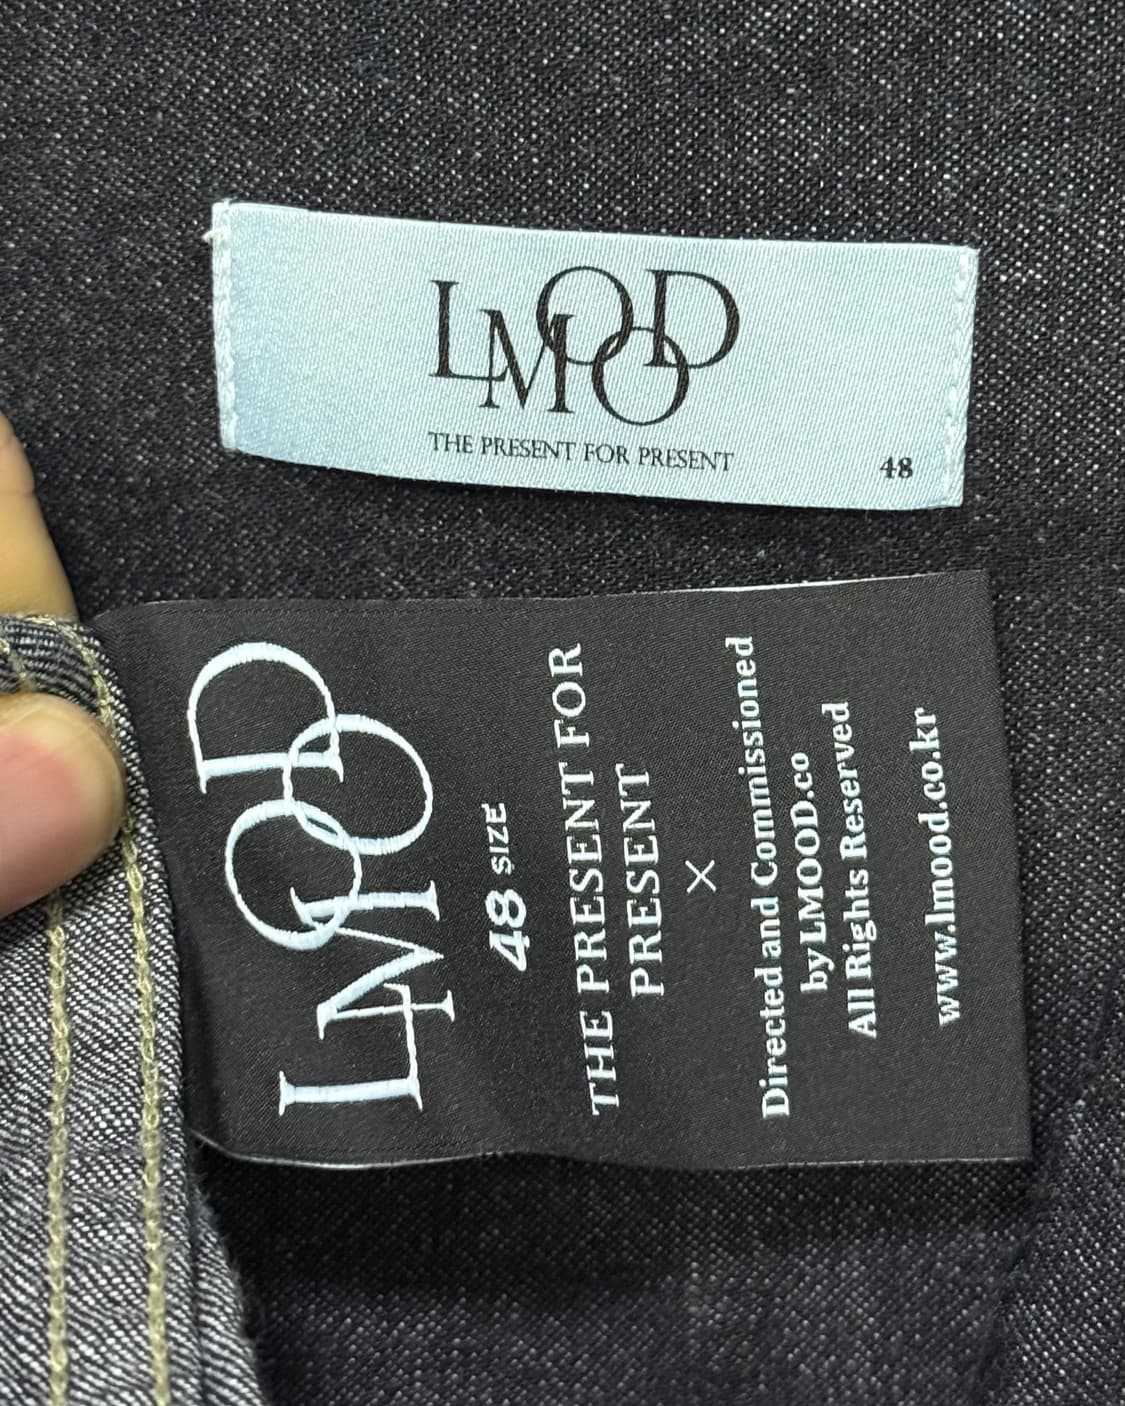 LMOOD
THE PRESENT FOR PRESENT
48
LMOOD
48 SIZE
THE PRESENT FOR
PRESENT
×
Directed and Commissioned
by LMOOD.co
All Rights Reserved
www.lmood.co.kr